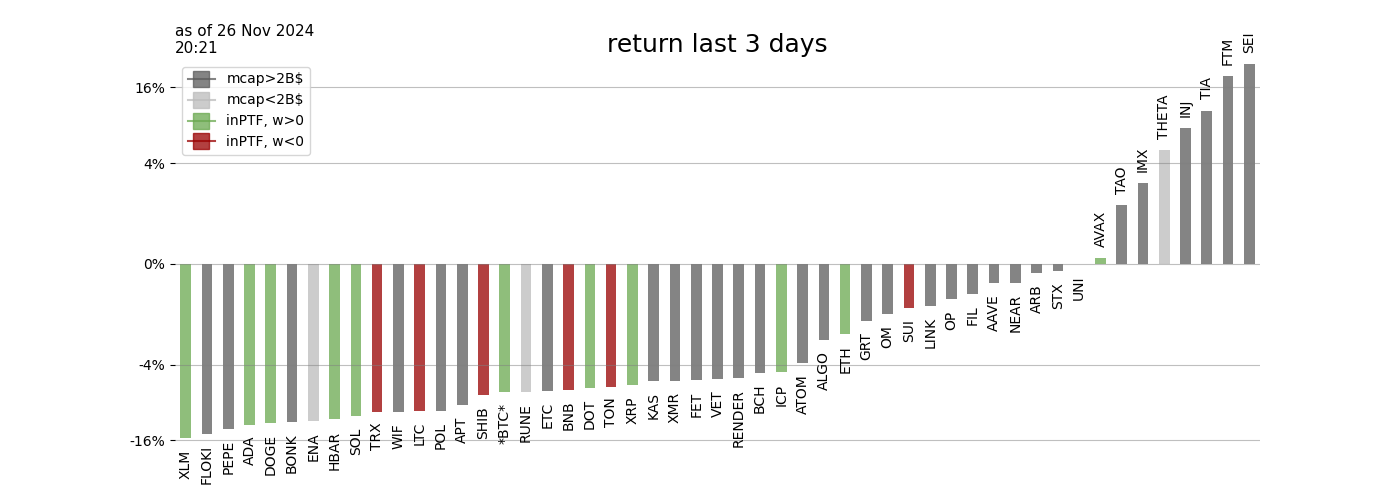 as of 26 Nov 2024
20:21
return last 3 days
mcap>2B$
mcap<2B$
inPTF, w>0
inPTF, w<0
16%
4%
0%
-4%
-16%
XLM
FLOKI
PEPE
ADA
DOGE
BONK
ENA
HBAR
SOL
TRX
WIF
LTC
POL
APT
SHIB
*BTC*
RUNE
ETC
BNB
DOT
TON
XRP
KAS
XMR
FET
VET
RENDER
BCH
ICP
ATOM
ALGO
ETH
GRT
OM
SUI
LINK
OP
FIL
AAVE
NEAR
ARB
STX
UNI
AVAX
TAO
IMX
THETA
INJ
TIA
FTM
SEI